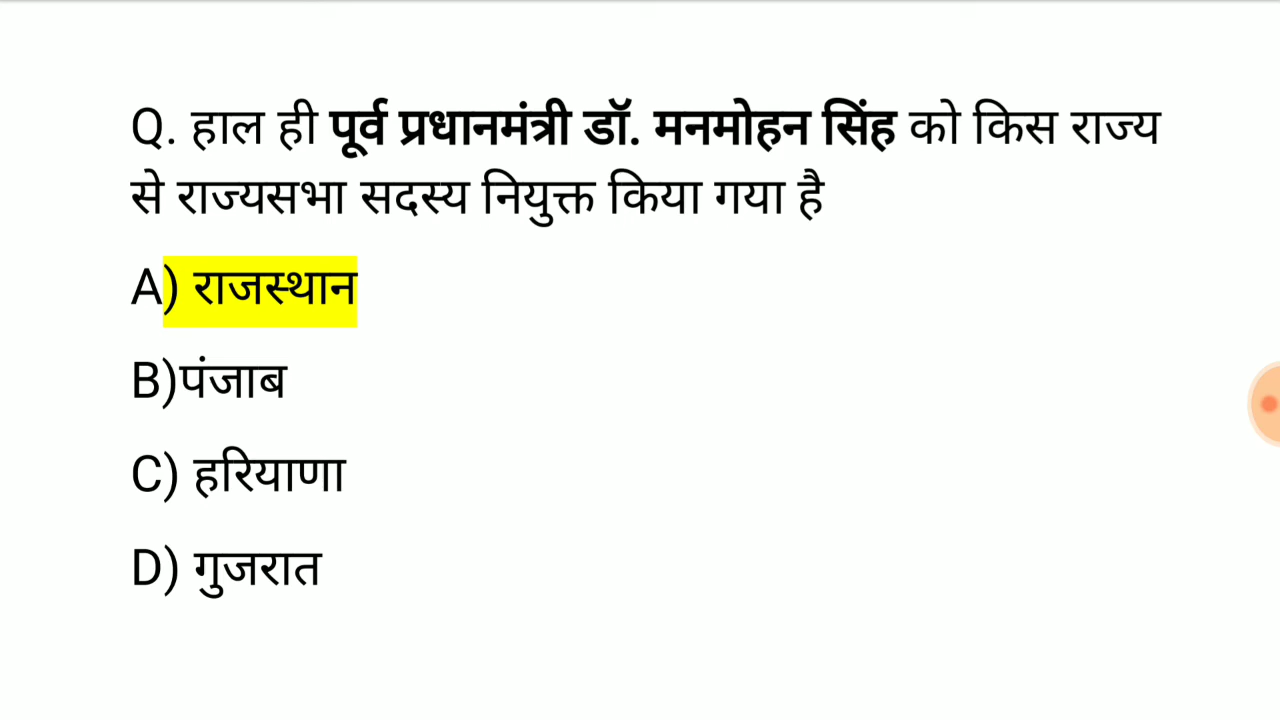 Q. हाल ही पूर्व प्रधानमंत्री डॉ. मनमोहन सिंह को किस राज्य
से राज्यसभा सदस्य नियुक्त किया गया है
A) राजस्थान
B)पंजाब
C) हरियाणा
D) गुजरात